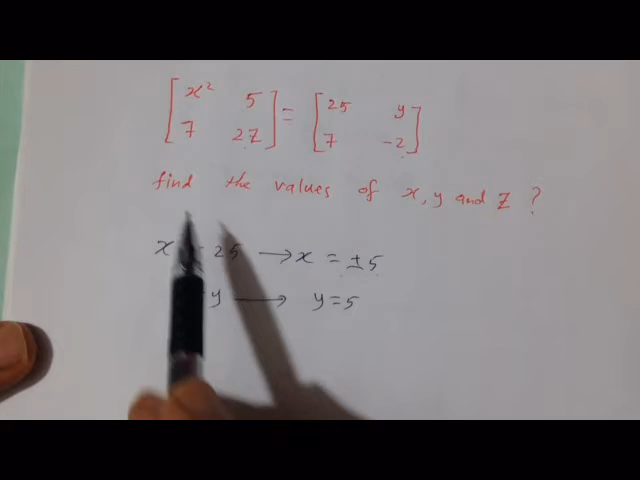 [x² 5] = [25 y]
[7 2z] [7 -2]
find the values of x, y and z ?
x = 25 → x = ±5
y → y = 5